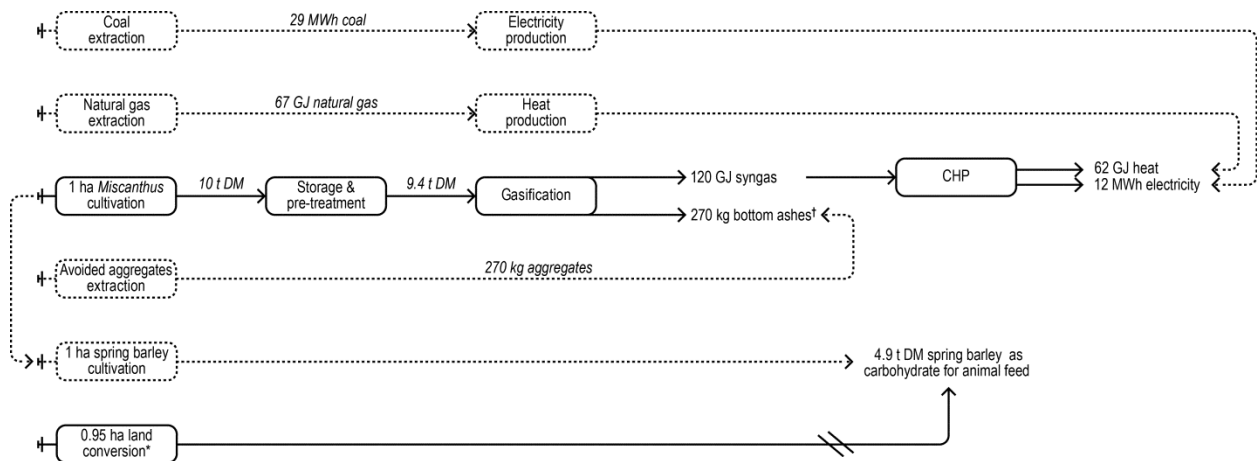 Coal
extraction
29 MWh coal
Electricity
production
Natural gas
extraction
67 GJ natural gas
Heat
production
1 ha Miscanthus
cultivation
10 t DM
Storage &
pre-treatment
9.4 t DM
Gasification
120 GJ syngas
270 kg bottom ashes†
CHP
62 GJ heat
12 MWh electricity
Avoided aggregates
extraction
270 kg aggregates
1 ha spring barley
cultivation
4.9 t DM spring barley as
carbohydrate for animal feed
0.95 ha land
conversion*